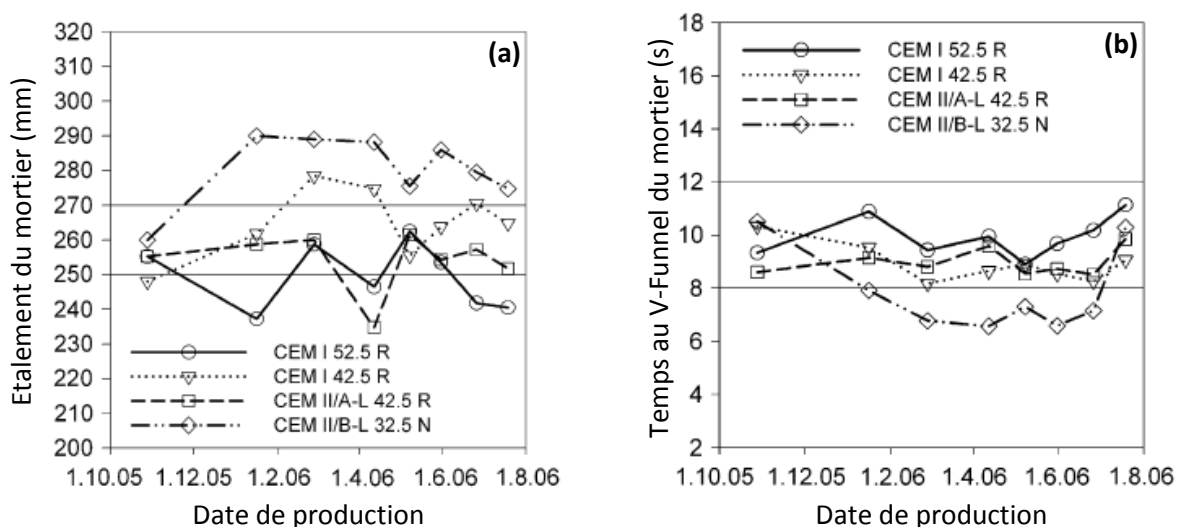 (a)
Etalement du mortier (mm)
320
310
300
290
280
270
260
250
240
230
220
210
200
CEM I 52.5 R
CEM I 42.5 R
CEM II/A-L 42.5 R
CEM II/B-L 32.5 N
1.10.05 1.12.05 1.2.06 1.4.06 1.6.06 1.8.06
Date de production
(b)
Temps au V-Funnel du mortier (s)
18
16
14
12
10
8
6
4
2
CEM I 52.5 R
CEM I 42.5 R
CEM II/A-L 42.5 R
CEM II/B-L 32.5 N
1.10.05 1.12.05 1.2.06 1.4.06 1.6.06 1.8.06
Date de production